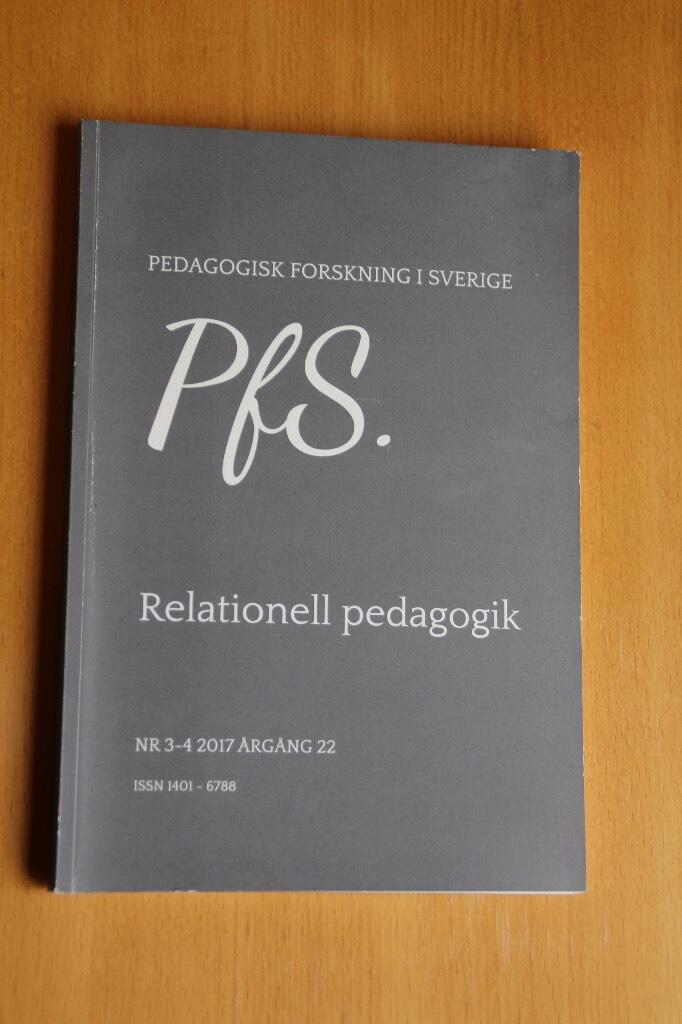 PEDAGOGISK FORSKNING I SVERIGE
PfS.
Relationell pedagogik
NR 3-4 2017 ÅRGÅNG 22
ISSN 1401 - 6788